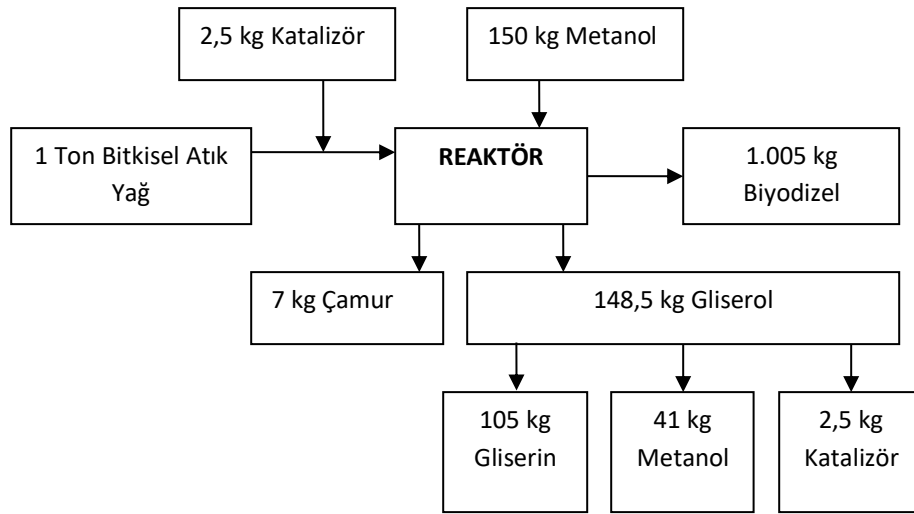 2,5 kg Katalizör
150 kg Metanol
1 Ton Bitkisel Atık
Yağ
REAKTÖR
1.005 kg
Biyodizel
7 kg Çamur
148,5 kg Gliserol
105 kg
Gliserin
41 kg
Metanol
2,5 kg
Katalizör